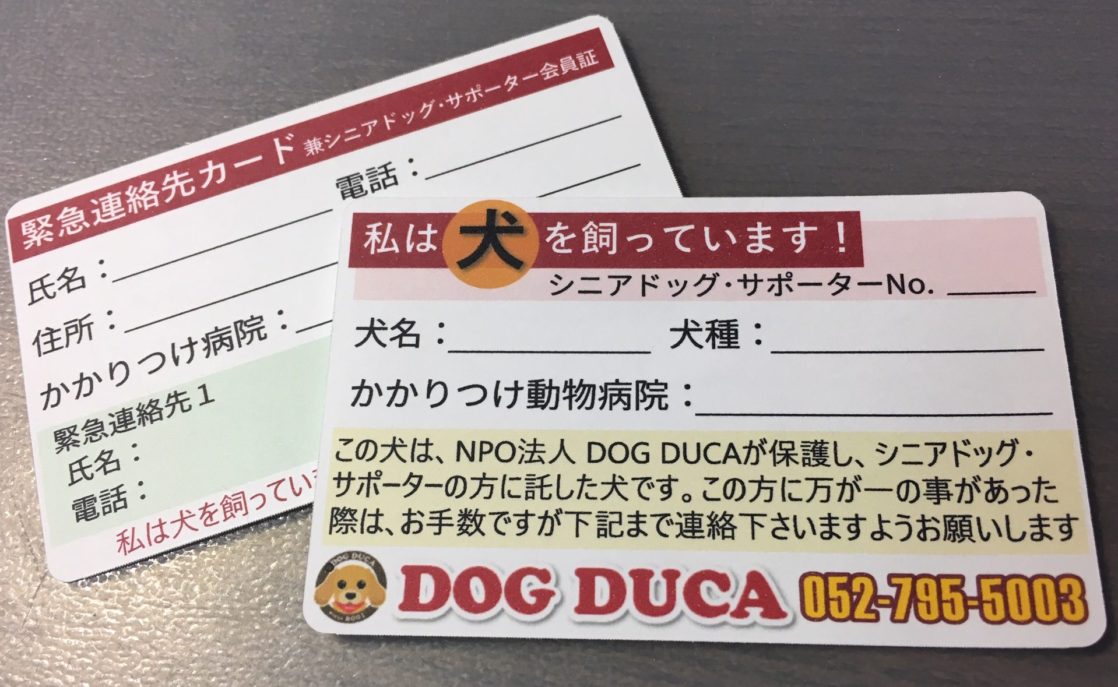 緊急連絡先カード 兼シニアドッグ・サポーター会員証
電話：
氏名：
住所：
かかりつけ病院：
緊急連絡先1
氏名：
電話：
私は犬を飼ってい
私は犬を飼っています！
シニアドッグ・サポーターNo.
犬名： 犬種：
かかりつけ動物病院：
この犬は、NPO法人 DOG DUCAが保護し、シニアドッグ・
サポーターの方に託した犬です。この方に万が一の事があった
際は、お手数ですが下記まで連絡下さいますようお願いします
DOG DUCA
DOG DUCA 052-795-5003